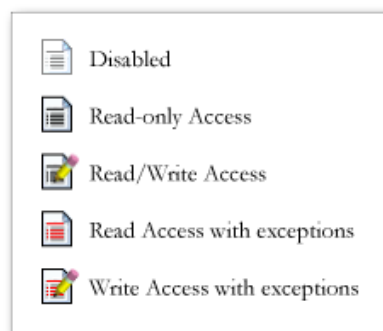 Disabled
Read-only Access
Read/Write Access
Read Access with exceptions
Write Access with exceptions